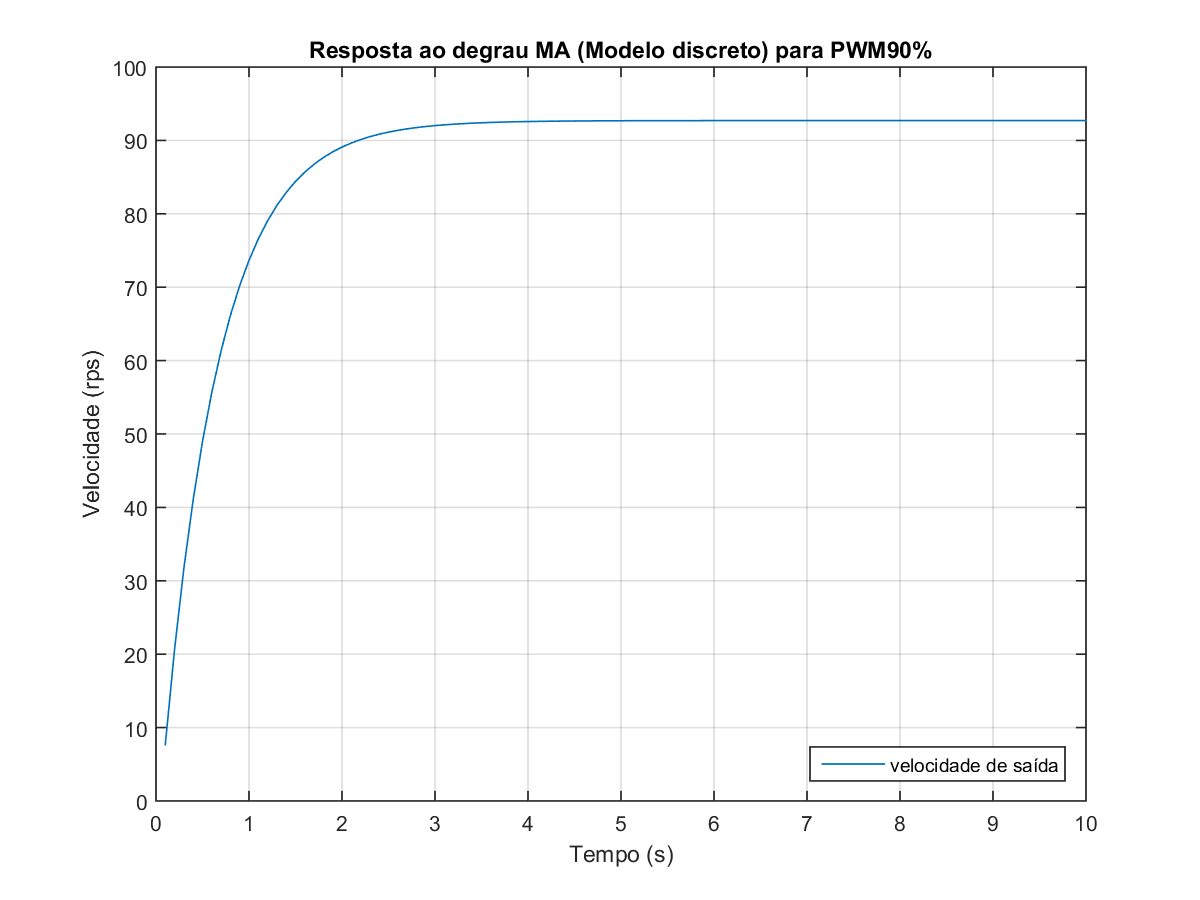 Resposta ao degrau MA (Modelo discreto) para PWM90%
100
90
80
70
60
50
40
30
20
10
0
Velocidade (rps)
velocidade de saída
0 1 2 3 4 5 6 7 8 9 10
Tempo (s)